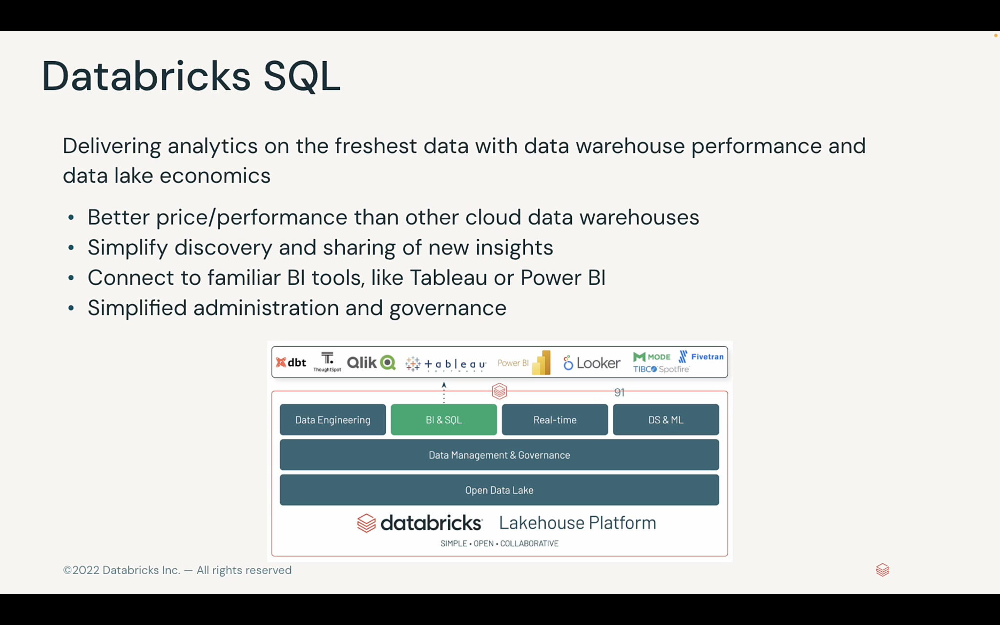 Databricks SQL
Delivering analytics on the freshest data with data warehouse performance and
data lake economics
• Better price/performance than other cloud data warehouses
• Simplify discovery and sharing of new insights
• Connect to familiar BI tools, like Tableau or Power BI
• Simplified administration and governance
dbt ThoughtSpot Qlik tableau SOFTWARE Power BI Looker MODE Fivetran
TIBCO Spotfire
91
Data Engineering BI & SQL Real-time DS & ML
Data Management & Governance
Open Data Lake
databricks Lakehouse Platform
SIMPLE • OPEN • COLLABORATIVE
©2022 Databricks Inc. — All rights reserved